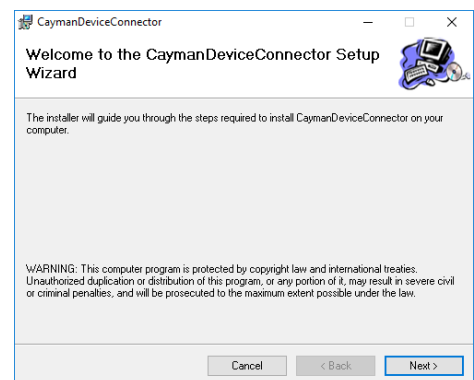 CaymanDeviceConnector
Welcome to the CaymanDeviceConnector Setup
Wizard
The installer will guide you through the steps required to install CaymanDeviceConnector on your
computer.
WARNING: This computer program is protected by copyright law and international treaties.
Unauthorized duplication or distribution of this program, or any portion of it, may result in severe civil
or criminal penalties, and will be prosecuted to the maximum extent possible under the law.
Cancel
< Back
Next >